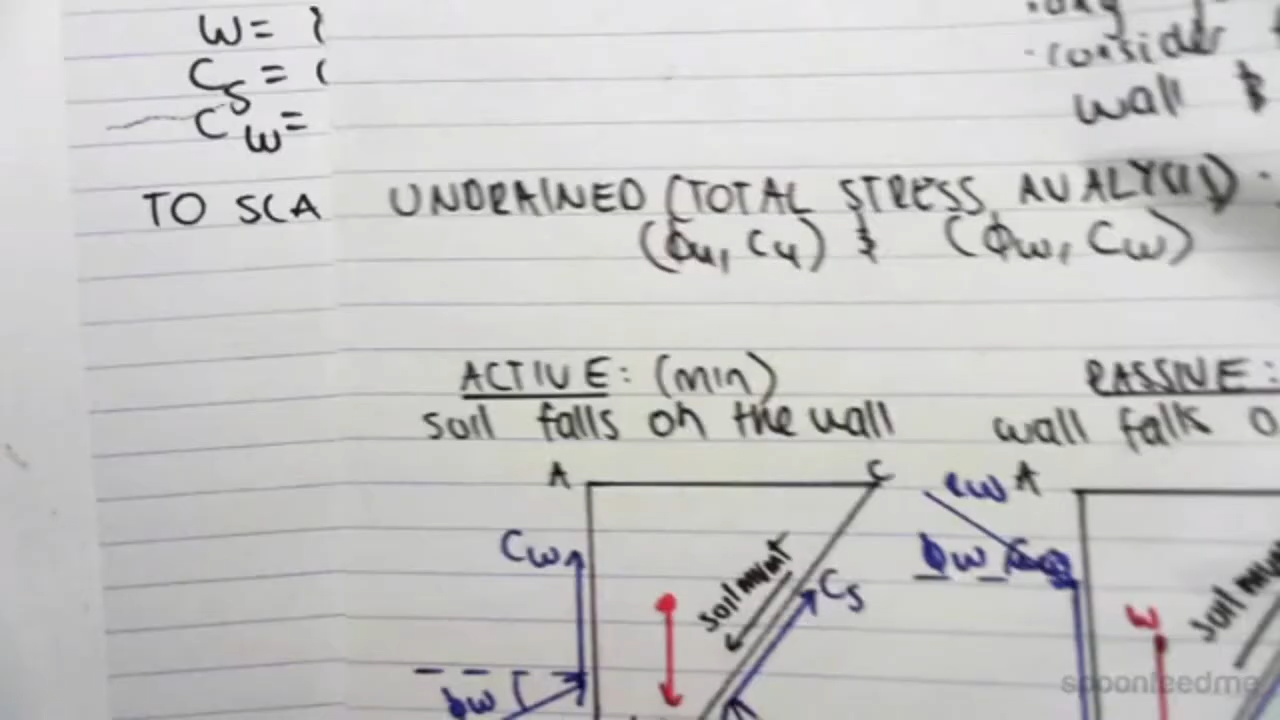 W=
Cs =
Cw=
consider
wall &
TO SCA
UNDRAINED (TOTAL STRESS ANALYSIS)
(ϕu, Cu) & (ϕw, Cw)
ACTIVE: (min)
soil falls on the wall
PASSIVE:
wall falls o
A
C
Cw
soil mvmt
Cs
ϕw
Cw A
ϕw
W
soil
spoonfeedme